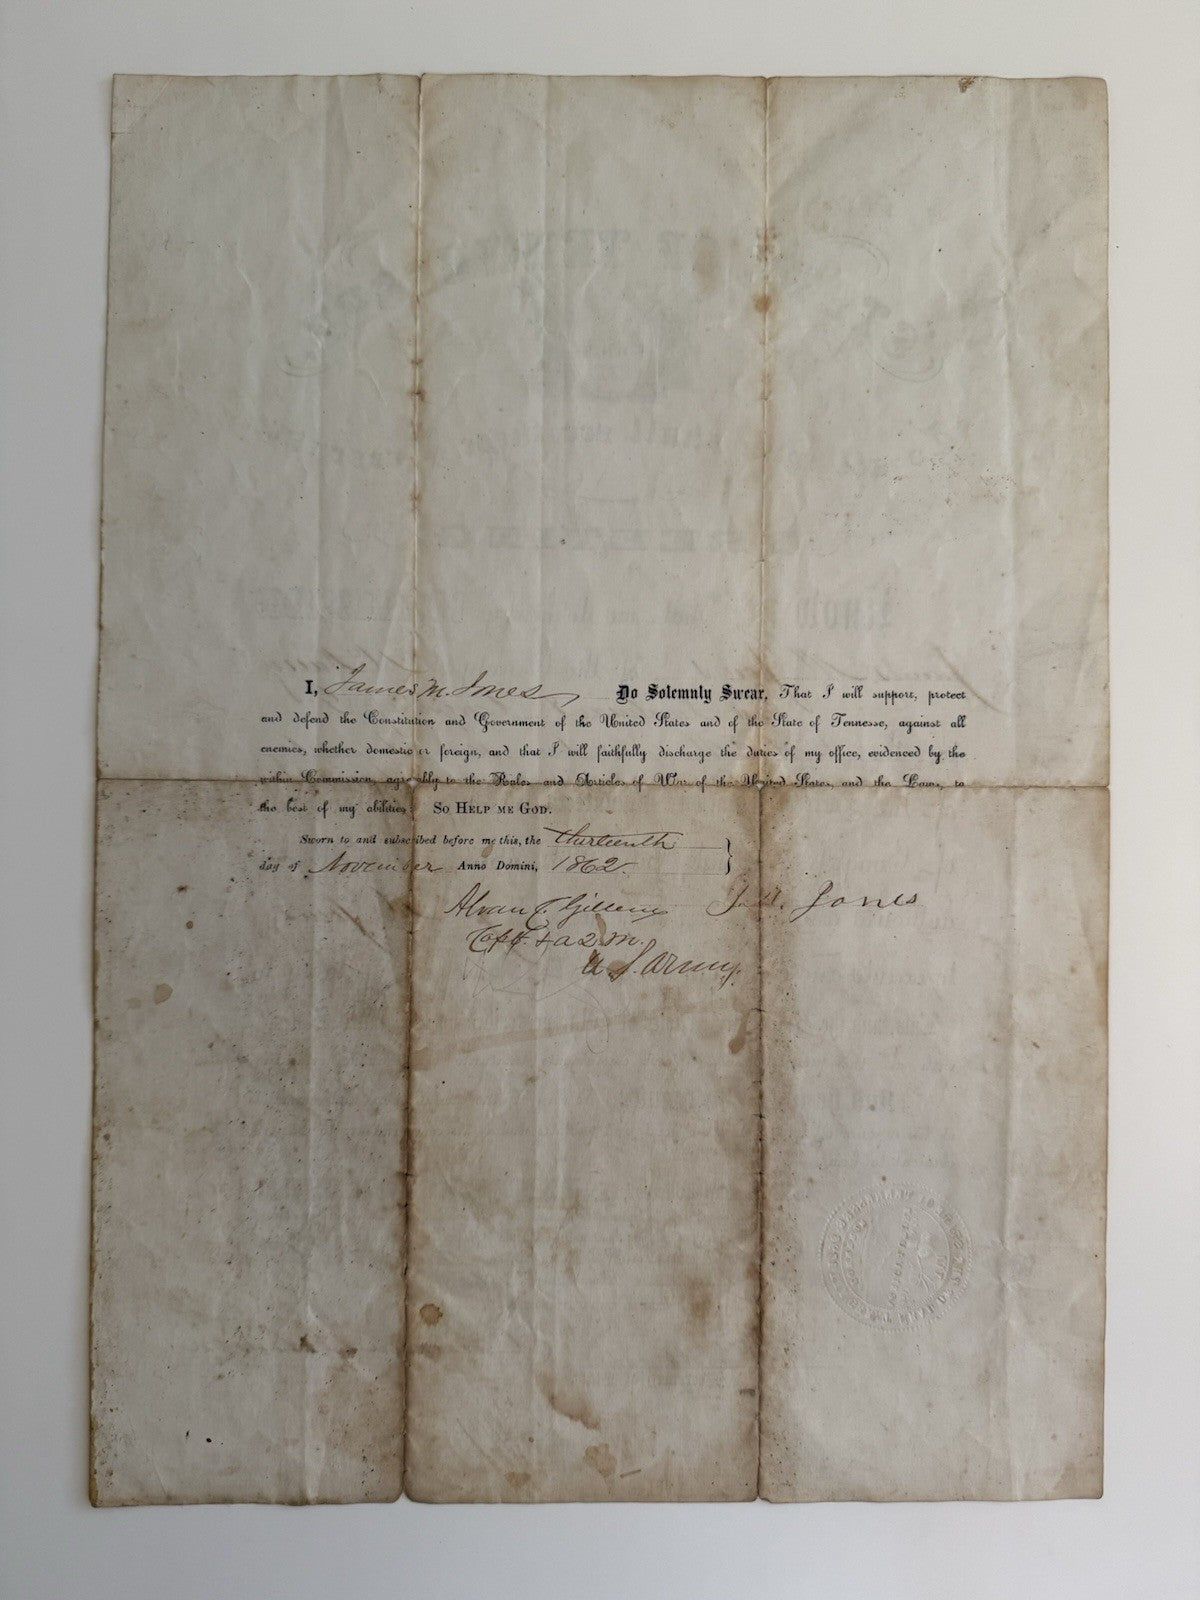 I, James M. Jones, Do Solemnly Swear, That I will support, protect
and defend the Constitution and Government of the United States and of the State of Tennesse, against all
enemies, whether domestic or foreign, and that I will faithfully discharge the duties of my office, evidenced by the
within Commission, agreeably to the Rules and Articles of War of the United States, and the Laws, to
the best of my abilities. SO HELP ME GOD.
Sworn to and subscribed before me this, the thirteenth
day of November Anno Domini, 1862.
Alvan C. Gillem J. M. Jones
Capt. & a.q.m.
U.S. Army.